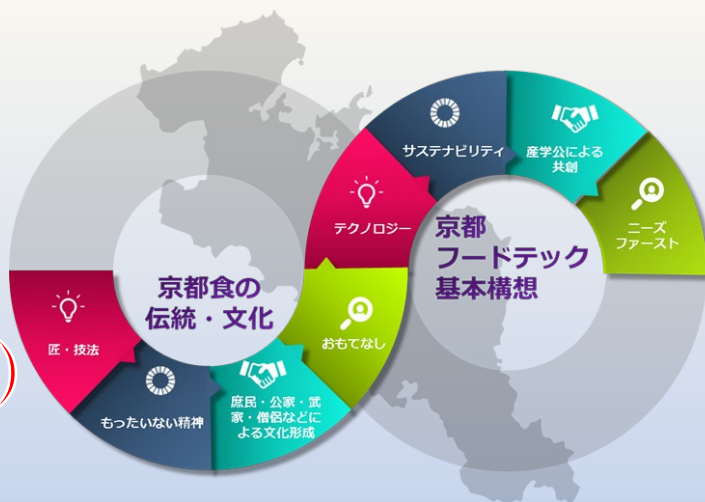 匠・技法
もったいない精神
庶民・公家・武
家・僧侶などに
よる文化形成
おもてなし
京都食の
伝統・文化
テクノロジー
サステナビリティ
産学公による
共創
ニーズ
ファースト
京都
フードテック
基本構想
)